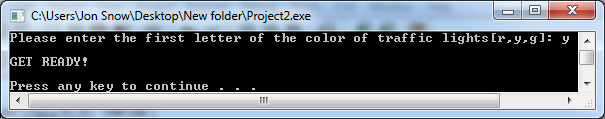 C:\Users\Jon Snow\Desktop\New folder\Project2.exe
Please enter the first letter of the color of traffic lights[r,y,g]: y
GET READY!
Press any key to continue . . .